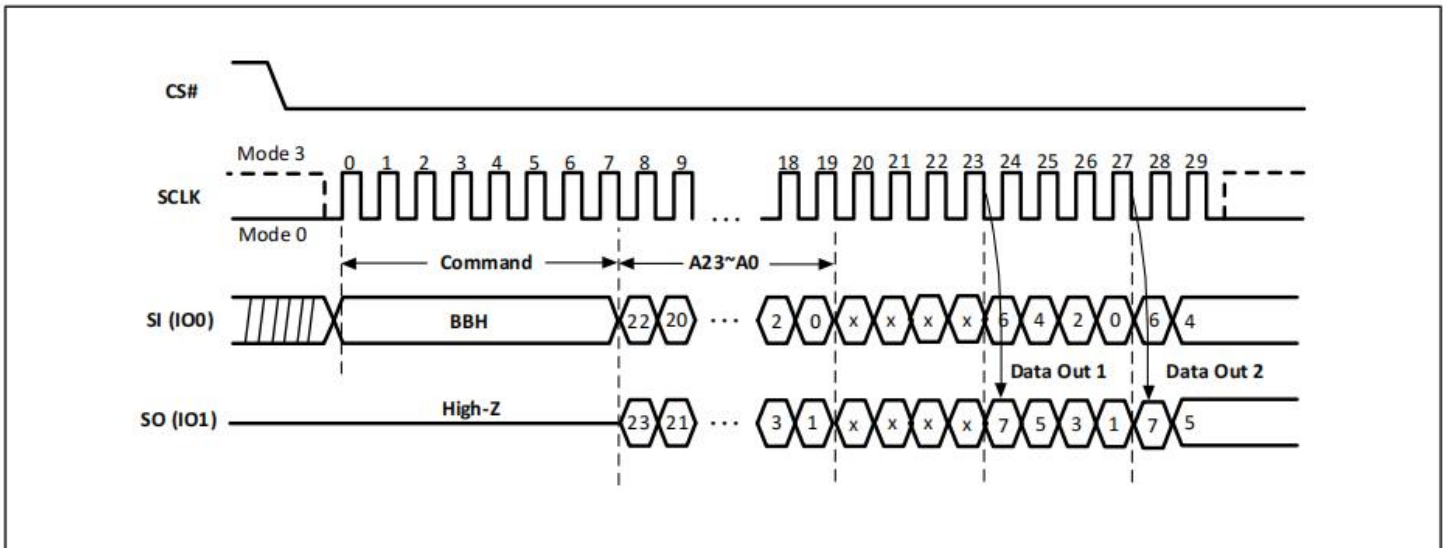 CS#
Mode 3
0 1 2 3 4 5 6 7 8 9 18 19 20 21 22 23 24 25 26 27 28 29
SCLK
...
Mode 0
Command A23~A0
SI (IO0) BBH 22 20 ... 2 0 x x x x 6 4 2 0 6 4
Data Out 1 Data Out 2
SO (IO1) High-Z 23 21 ... 3 1 x x x x 7 5 3 1 7 5